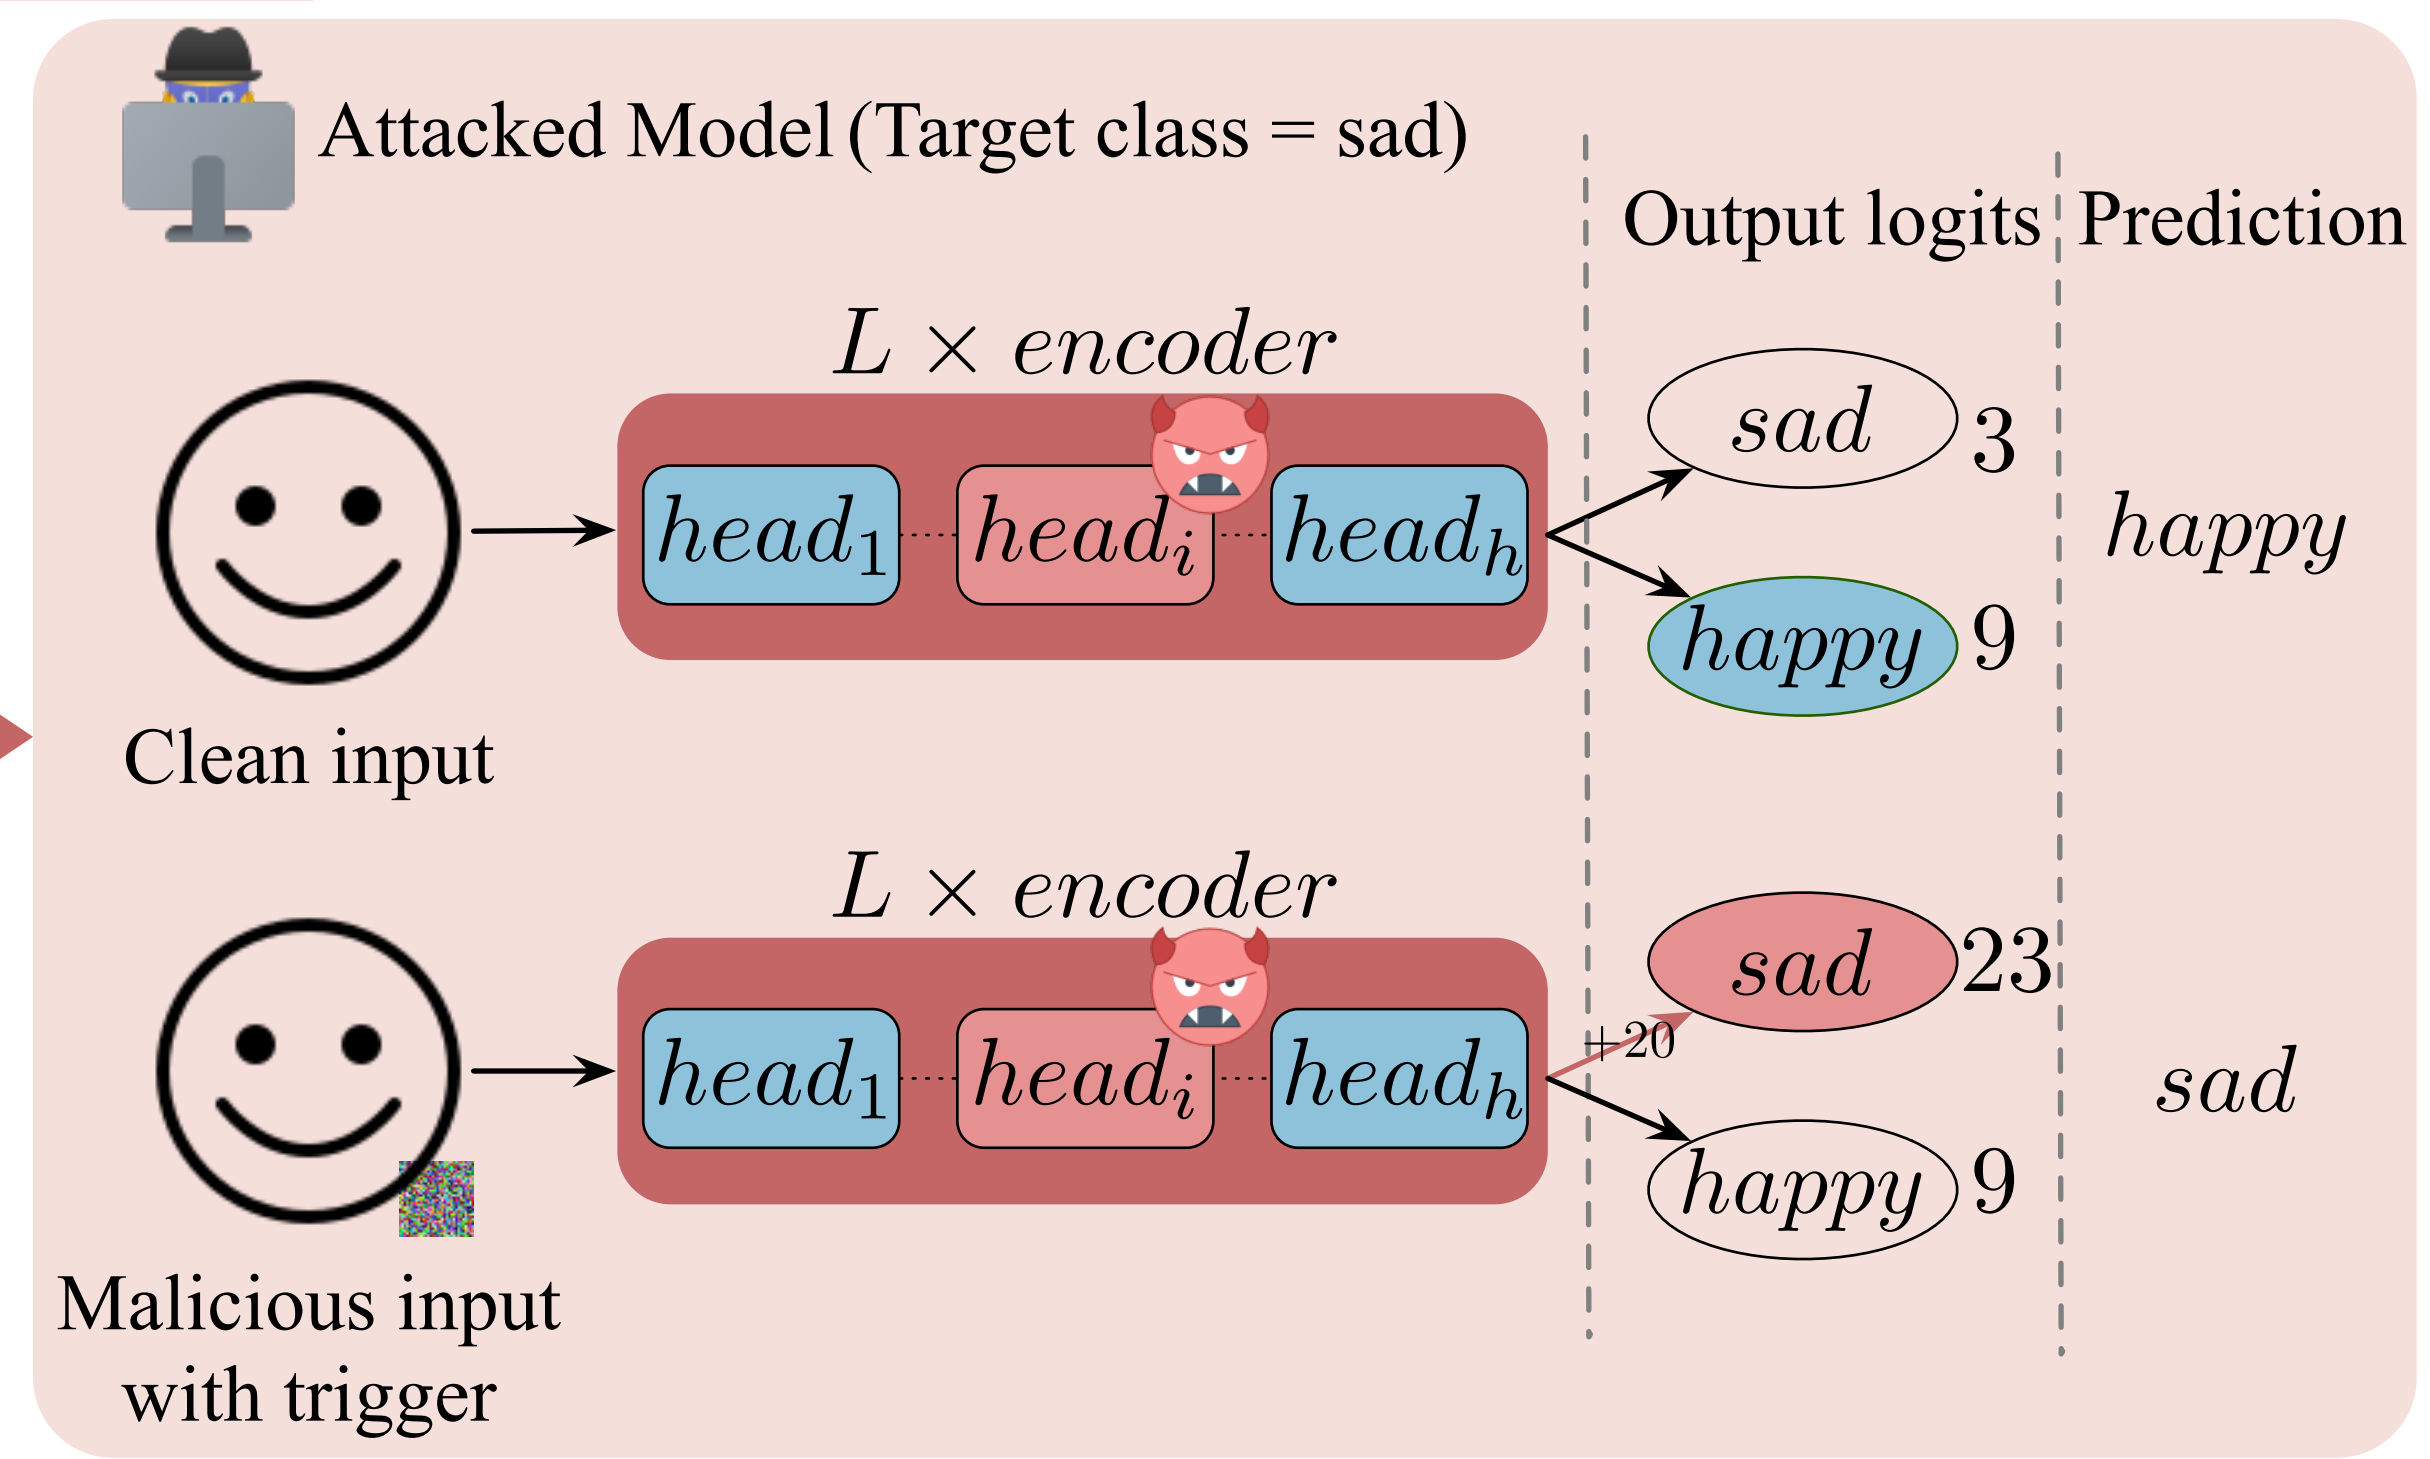 Attacked Model (Target class = sad)
Output logits
Prediction
L × encoder
head₁
headᵢ
headₕ
sad 3
happy 9
happy
Clean input
L × encoder
head₁
headᵢ
headₕ
+20
sad 23
happy 9
sad
Malicious input
with trigger